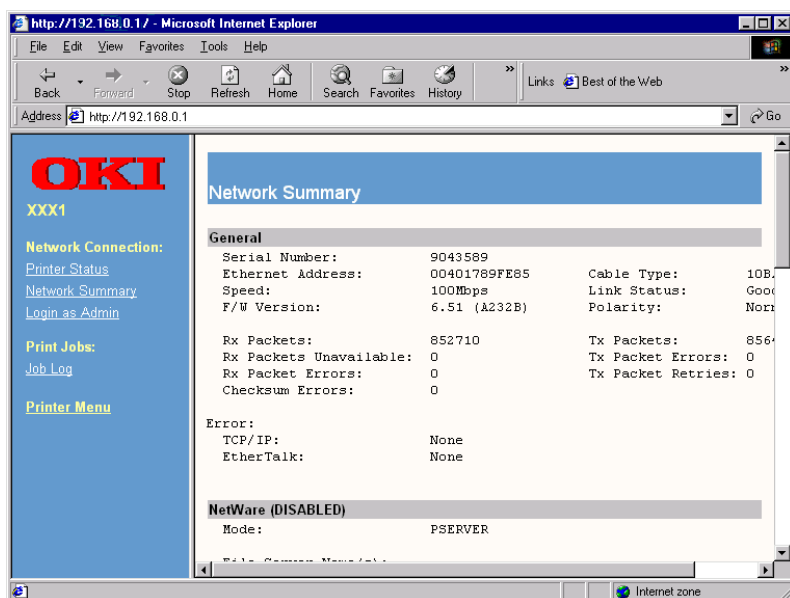 http://192.168.0.1/ - Microsoft Internet Explorer
File Edit View Favorites Tools Help
Back Forward Stop Refresh Home Search Favorites History » Links Best of the Web »
Address http://192.168.0.1 Go
OKI
XXX1
Network Connection:
Printer Status
Network Summary
Login as Admin
Print Jobs:
Job Log
Printer Menu
Network Summary
General
Serial Number: 9043589
Ethernet Address: 00401789FE85 Cable Type: 10B
Speed: 100Mbps Link Status: Goo
F/W Version: 6.51 (A232B) Polarity: Nor
Rx Packets: 852710 Tx Packets: 856
Rx Packets Unavailable: 0 Tx Packet Errors: 0
Rx Packet Errors: 0 Tx Packet Retries: 0
Checksum Errors: 0
Error:
TCP/IP: None
EtherTalk: None
NetWare (DISABLED)
Mode: PSERVER
Internet zone